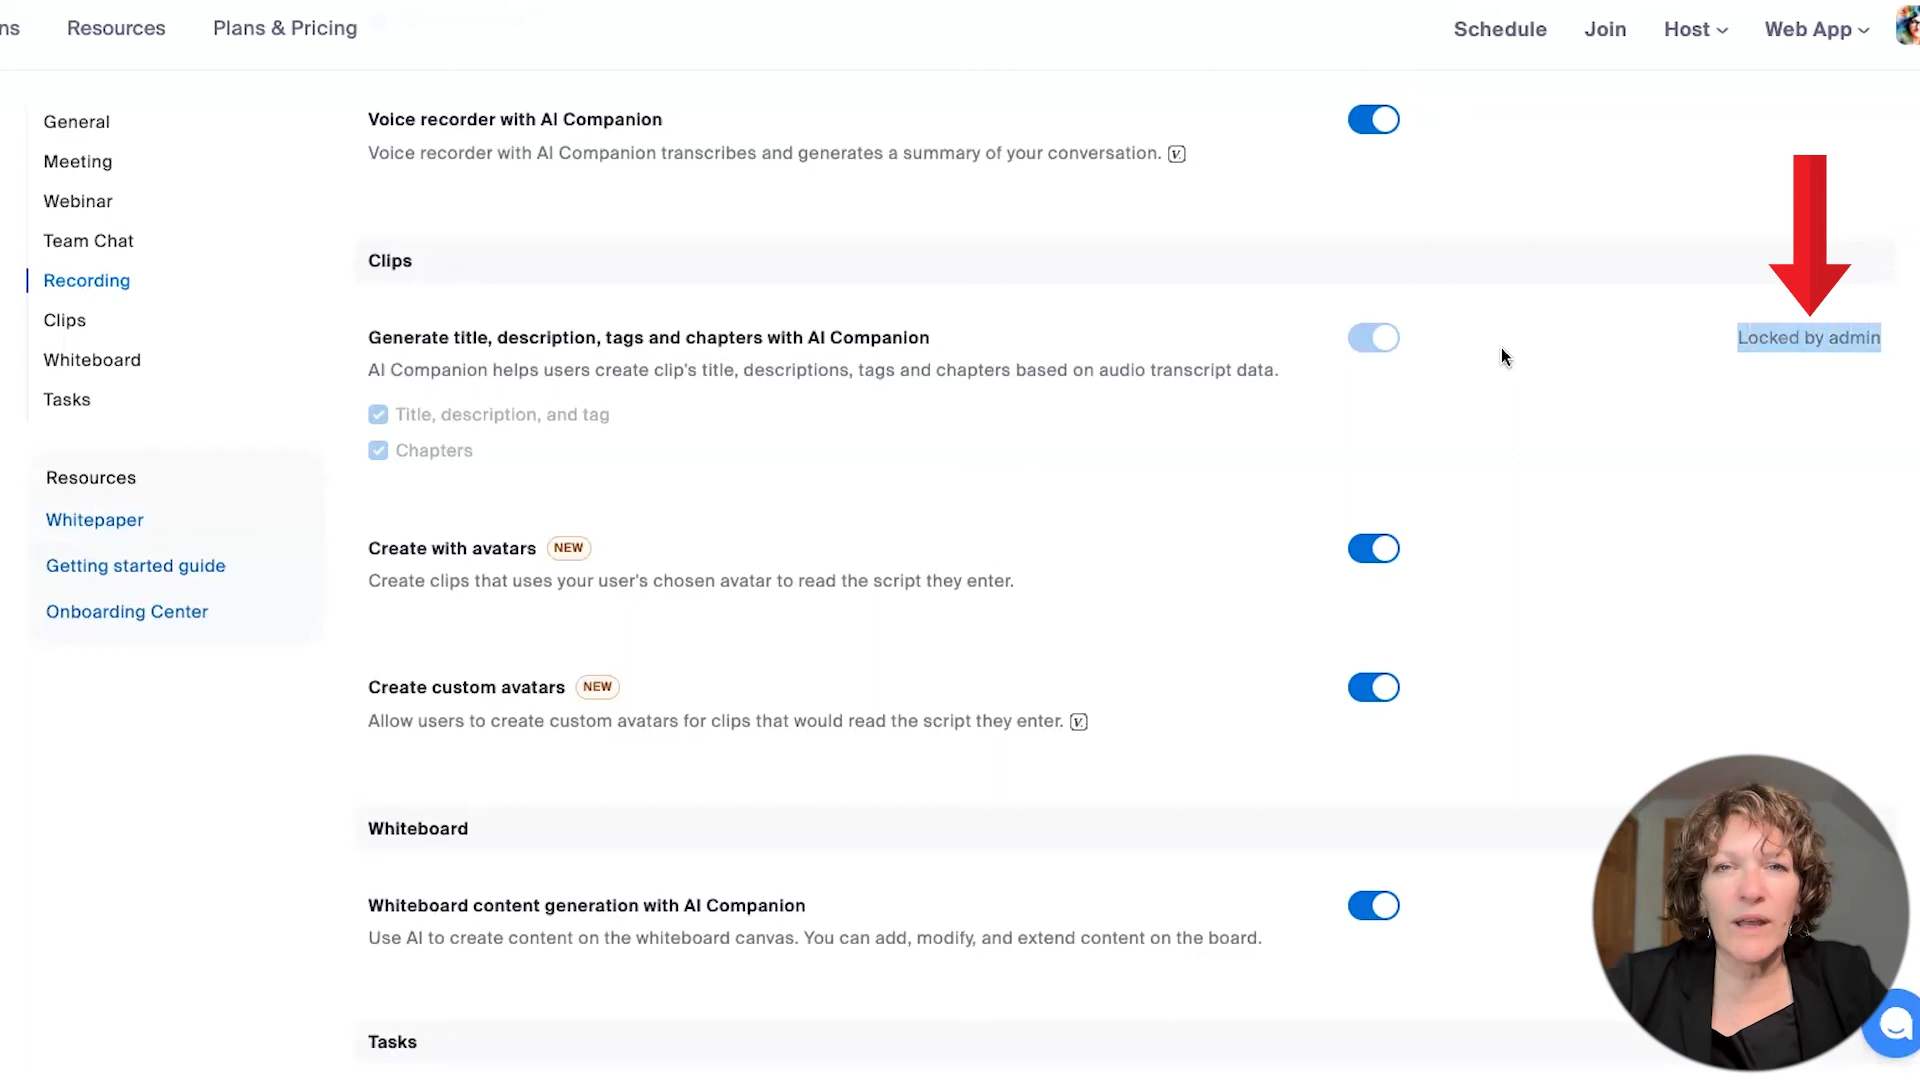 ns
Resources
Plans & Pricing
Schedule
Join
Host
Web App
General
Meeting
Webinar
Team Chat
Recording
Clips
Whiteboard
Tasks
Resources
Whitepaper
Getting started guide
Onboarding Center
Voice recorder with AI Companion
Voice recorder with AI Companion transcribes and generates a summary of your conversation. V.
Clips
Generate title, description, tags and chapters with AI Companion
Locked by admin
AI Companion helps users create clip's title, descriptions, tags and chapters based on audio transcript data.
Title, description, and tag
Chapters
Create with avatars NEW
Create clips that uses your user's chosen avatar to read the script they enter.
Create custom avatars NEW
Allow users to create custom avatars for clips that would read the script they enter. V.
Whiteboard
Whiteboard content generation with AI Companion
Use AI to create content on the whiteboard canvas. You can add, modify, and extend content on the board.
Tasks